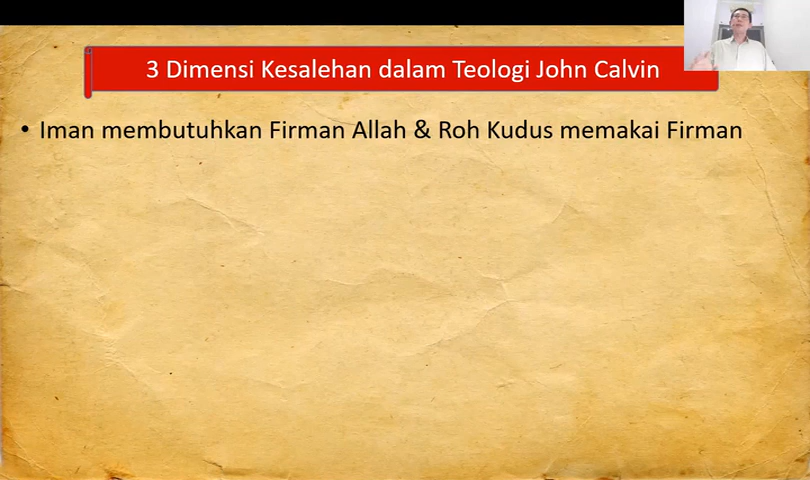 3 Dimensi Kesalehan dalam Teologi John Calvin
• Iman membutuhkan Firman Allah & Roh Kudus memakai Firman